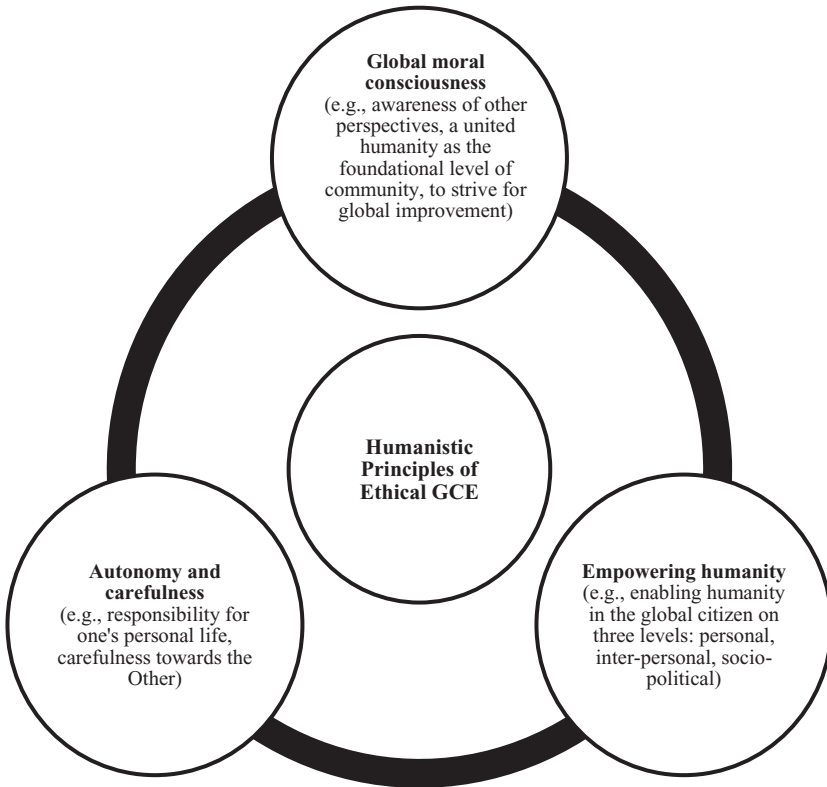 Global moral
consciousness
(e.g., awareness of other
perspectives, a united
humanity as the
foundational level of
community, to strive for
global improvement)
Humanistic
Principles of
Ethical GCE
Autonomy and
carefulness
(e.g., responsibility for
one's personal life,
carefulness towards the
Other)
Empowering humanity
(e.g., enabling humanity
in the global citizen on
three levels: personal,
inter-personal, socio-
political)